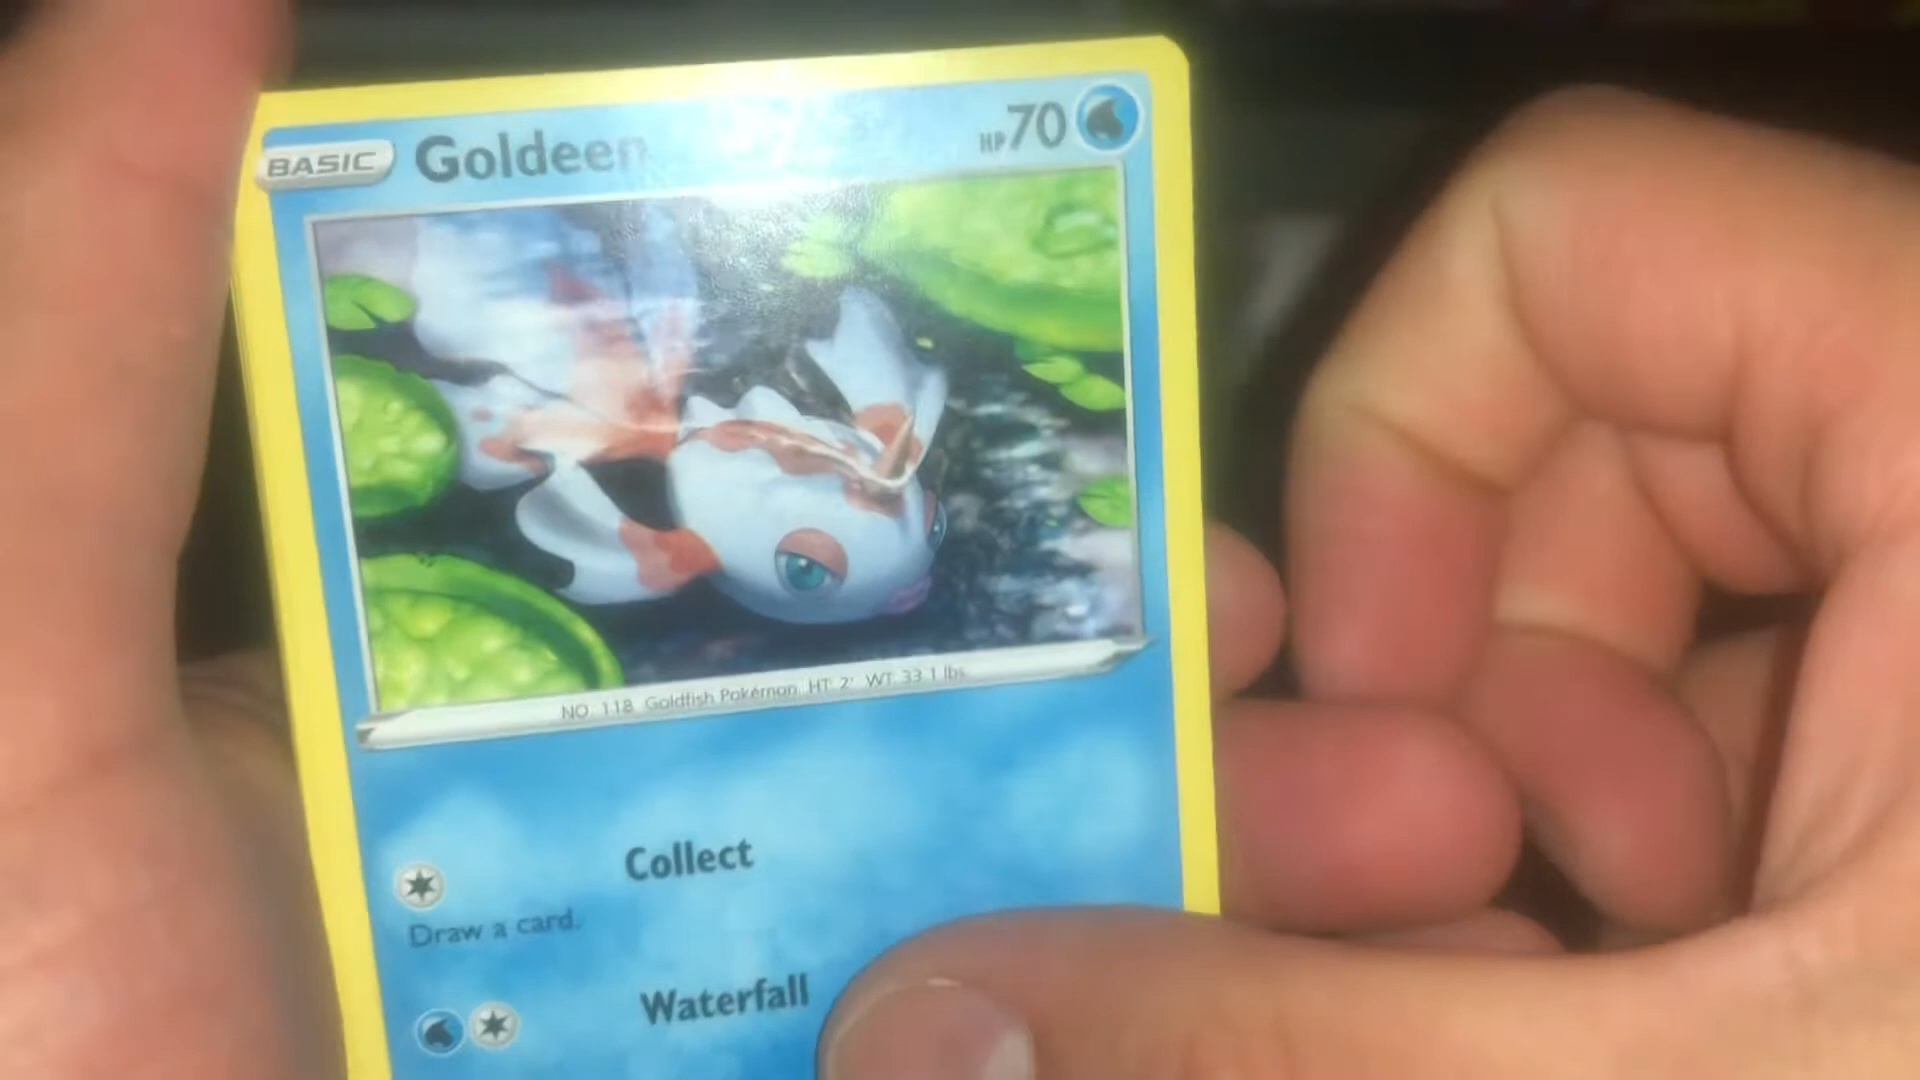 BASIC Goldeen HP 70
NO. 118 Goldfish Pokémon HT: 2' WT: 33.1 lbs.
Collect
Draw a card.
Waterfall